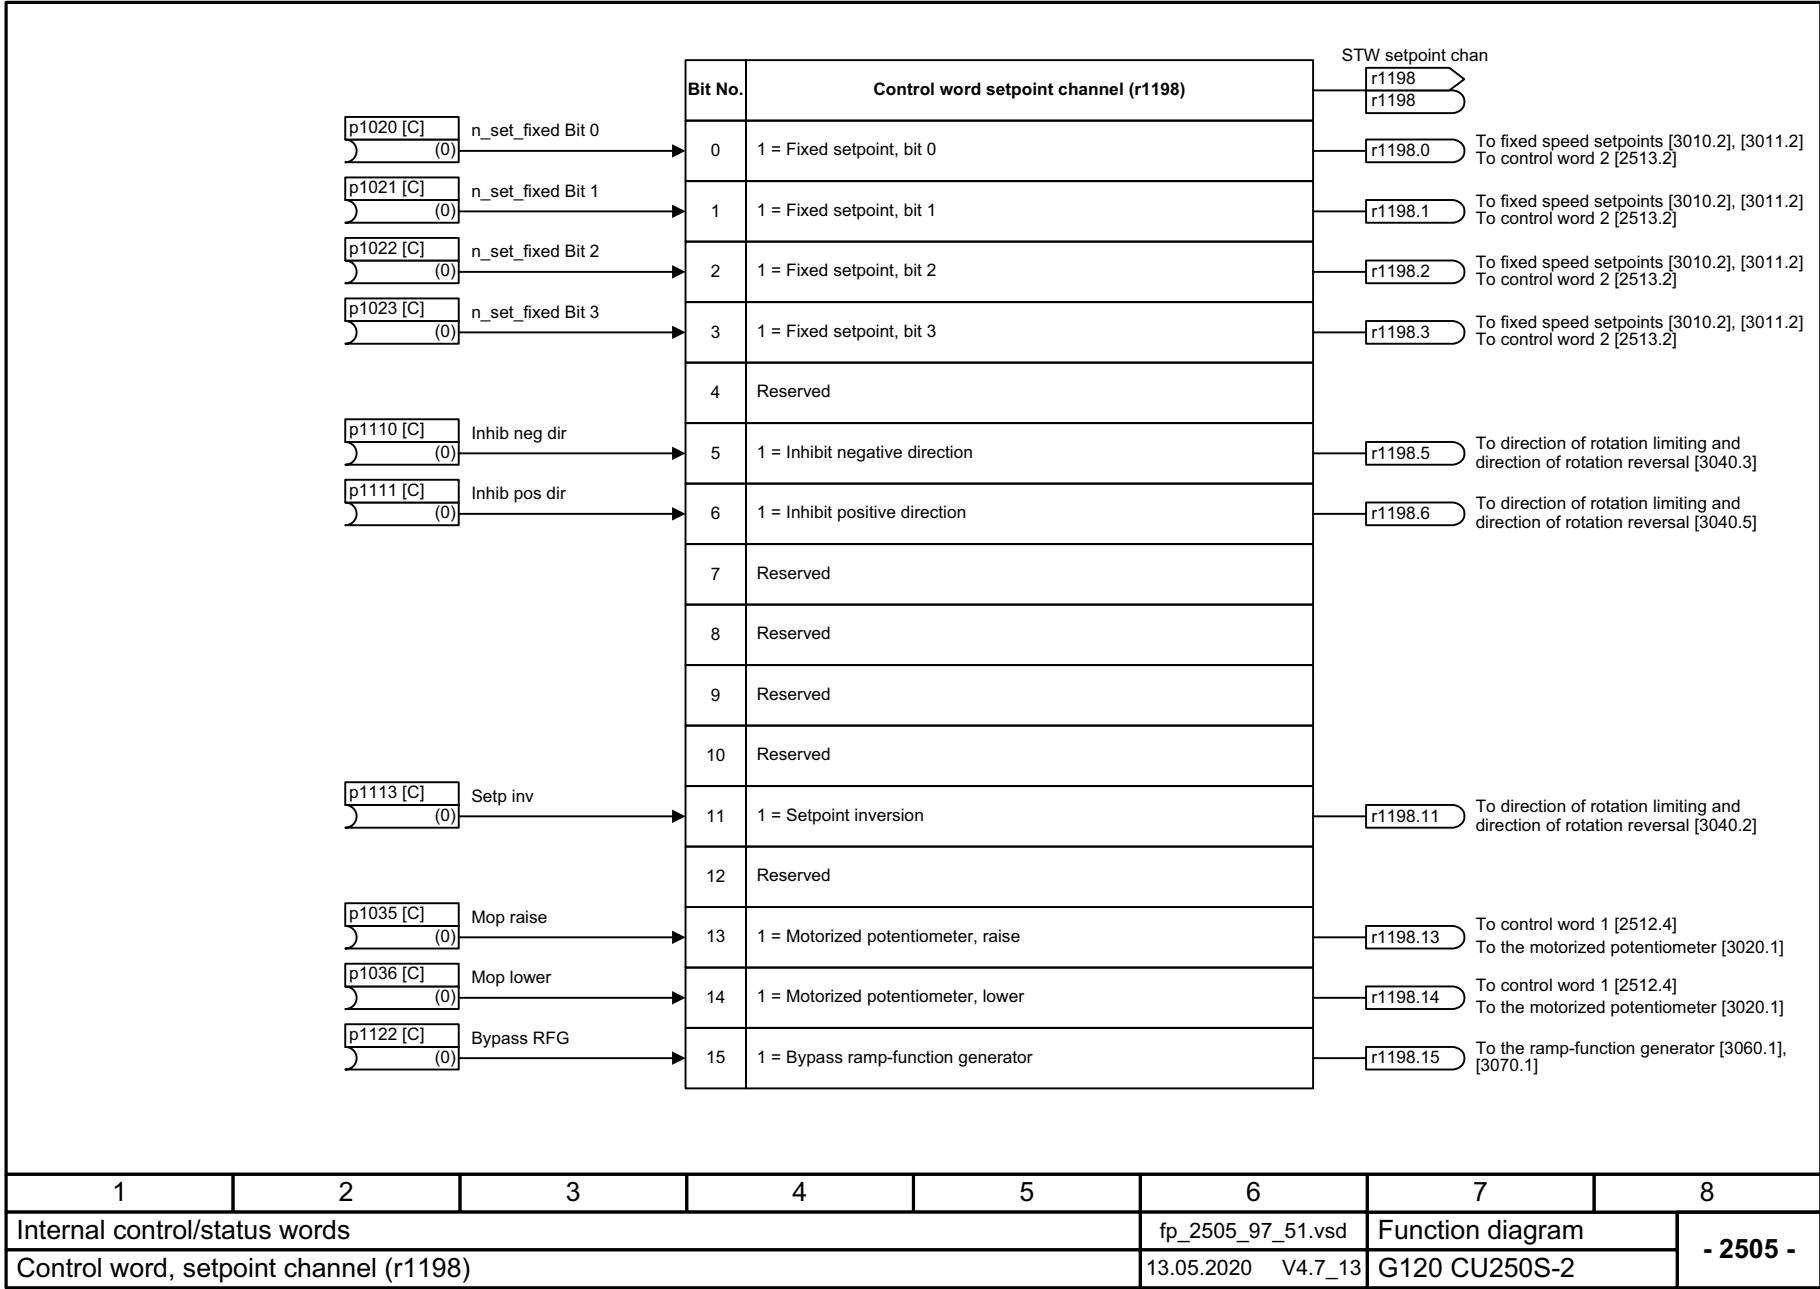 STW setpoint chan
Bit No. Control word setpoint channel (r1198) r1198
r1198
p1020 [C] n_set_fixed Bit 0
(0) 0 1 = Fixed setpoint, bit 0 r1198.0 To fixed speed setpoints [3010.2], [3011.2]
To control word 2 [2513.2]
p1021 [C] n_set_fixed Bit 1
(0) 1 1 = Fixed setpoint, bit 1 r1198.1 To fixed speed setpoints [3010.2], [3011.2]
To control word 2 [2513.2]
p1022 [C] n_set_fixed Bit 2
(0) 2 1 = Fixed setpoint, bit 2 r1198.2 To fixed speed setpoints [3010.2], [3011.2]
To control word 2 [2513.2]
p1023 [C] n_set_fixed Bit 3
(0) 3 1 = Fixed setpoint, bit 3 r1198.3 To fixed speed setpoints [3010.2], [3011.2]
To control word 2 [2513.2]
4 Reserved
p1110 [C] Inhib neg dir
(0) 5 1 = Inhibit negative direction r1198.5 To direction of rotation limiting and
direction of rotation reversal [3040.3]
p1111 [C] Inhib pos dir
(0) 6 1 = Inhibit positive direction r1198.6 To direction of rotation limiting and
direction of rotation reversal [3040.5]
7 Reserved
8 Reserved
9 Reserved
10 Reserved
p1113 [C] Setp inv
(0) 11 1 = Setpoint inversion r1198.11 To direction of rotation limiting and
direction of rotation reversal [3040.2]
12 Reserved
p1035 [C] Mop raise
(0) 13 1 = Motorized potentiometer, raise r1198.13 To control word 1 [2512.4]
To the motorized potentiometer [3020.1]
p1036 [C] Mop lower
(0) 14 1 = Motorized potentiometer, lower r1198.14 To control word 1 [2512.4]
To the motorized potentiometer [3020.1]
p1122 [C] Bypass RFG
(0) 15 1 = Bypass ramp-function generator r1198.15 To the ramp-function generator [3060.1],
[3070.1]
1 2 3 4 5 6 7 8
Internal control/status words fp_2505_97_51.vsd Function diagram - 2505 -
Control word, setpoint channel (r1198) 13.05.2020 V4.7_13 G120 CU250S-2